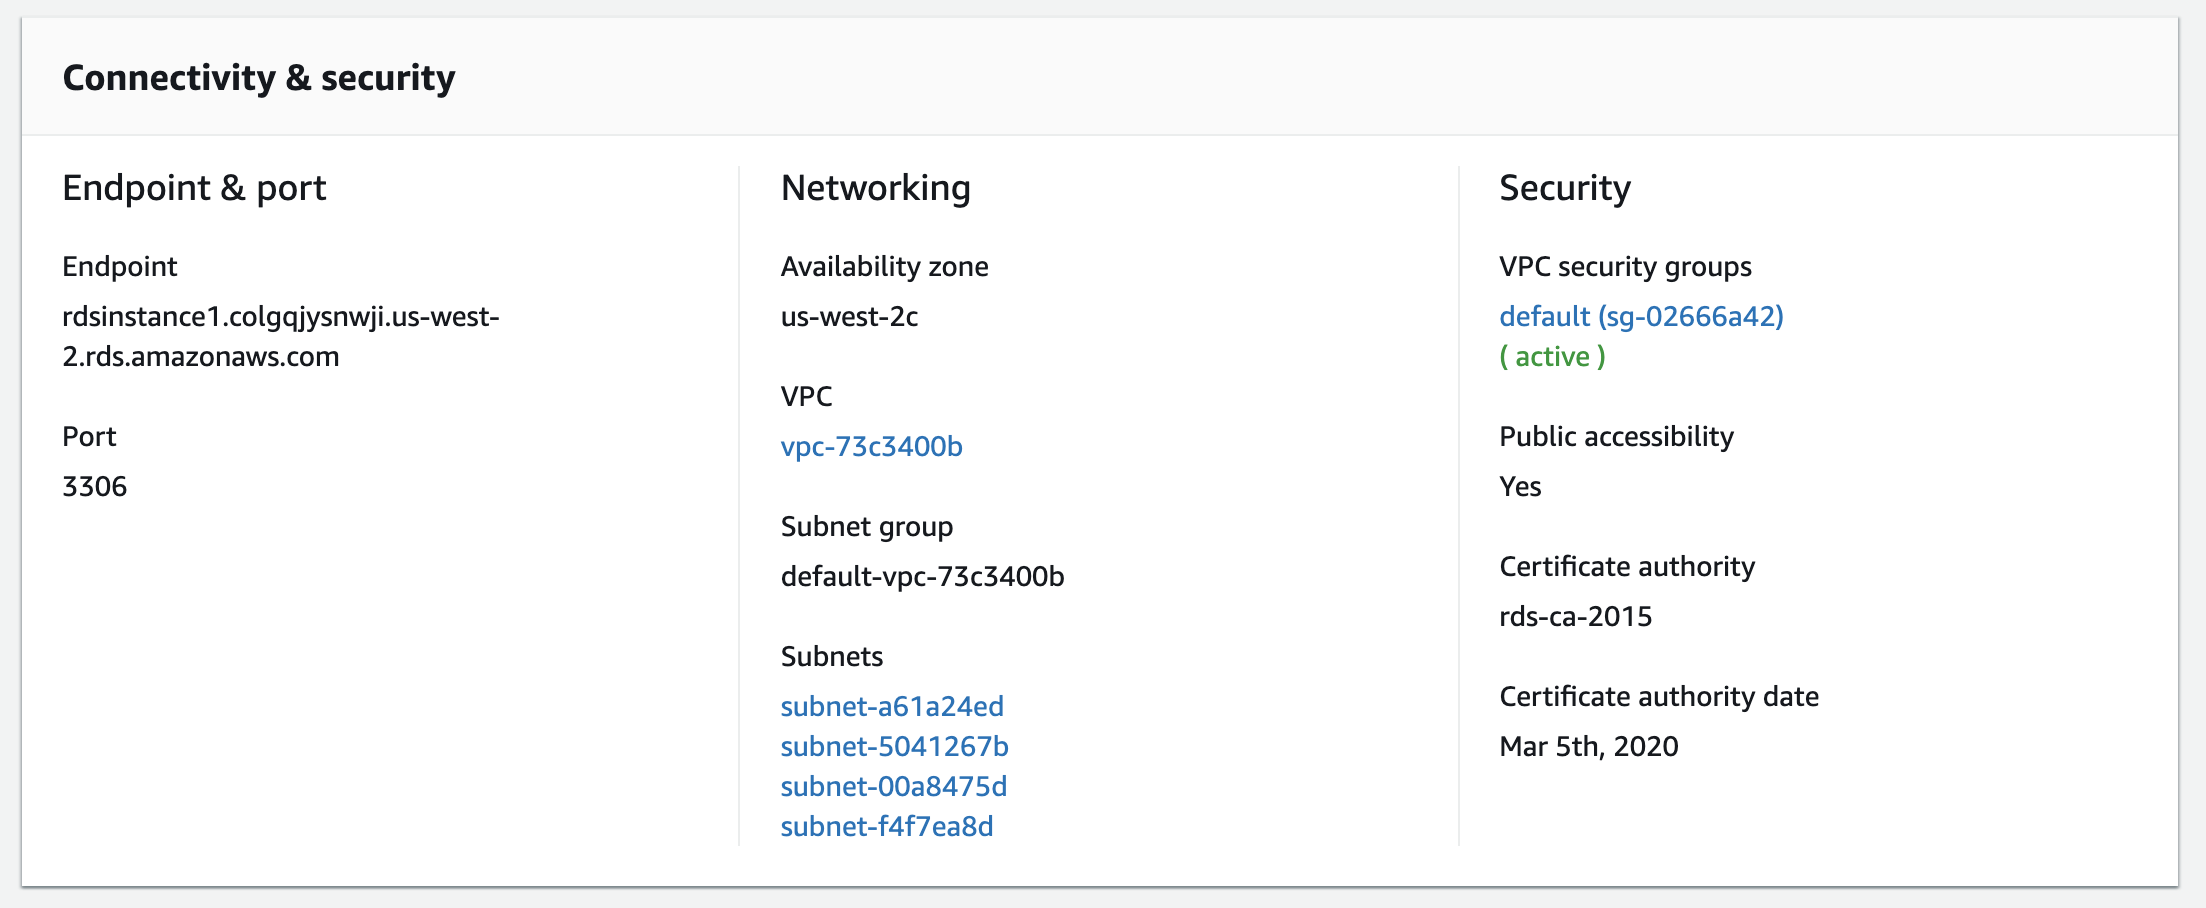 Connectivity & security
Endpoint & port
Endpoint
rdsinstance1.colgqjysnwji.us-west-
2.rds.amazonaws.com
Port
3306
Networking
Availability zone
us-west-2c
VPC
vpc-73c3400b
Subnet group
default-vpc-73c3400b
Subnets
subnet-a61a24ed
subnet-5041267b
subnet-00a8475d
subnet-f4f7ea8d
Security
VPC security groups
default (sg-02666a42)
( active )
Public accessibility
Yes
Certificate authority
rds-ca-2015
Certificate authority date
Mar 5th, 2020